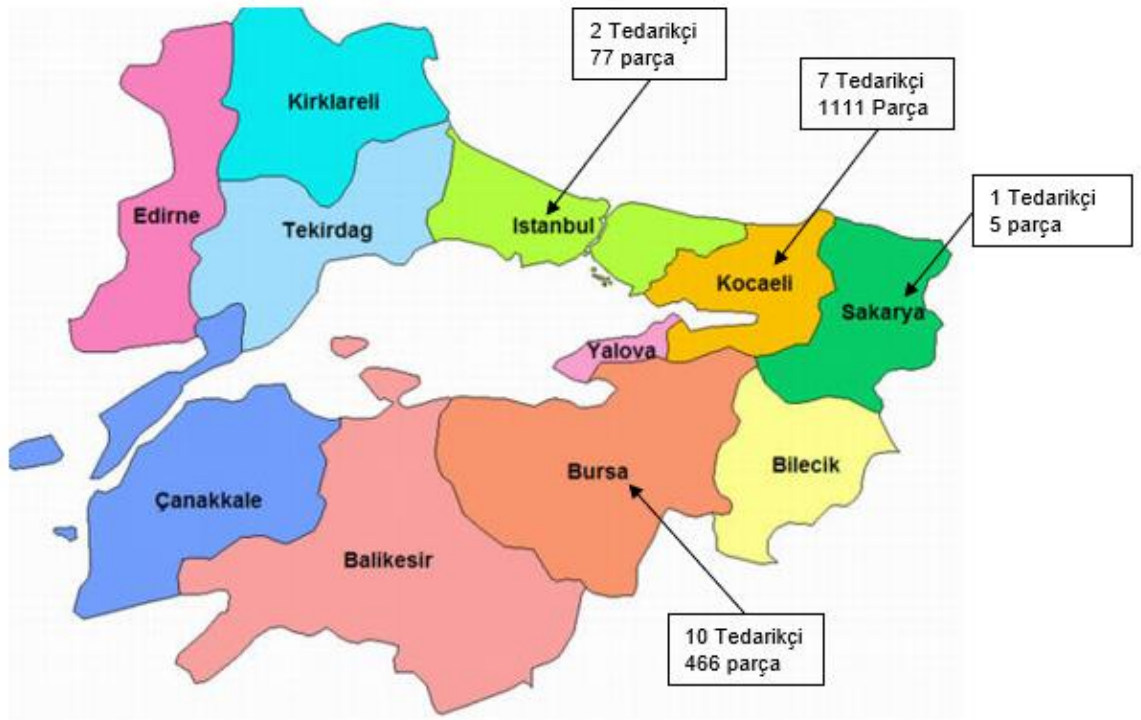 2 Tedarikçi
77 parça
7 Tedarikçi
1111 Parça
Kirklareli
1 Tedarikçi
5 parça
Edirne
Tekirdag
Istanbul
Kocaeli
Sakarya
Yalova
Çanakkale
Bursa
Bilecik
Balikesir
10 Tedarikçi
466 parça